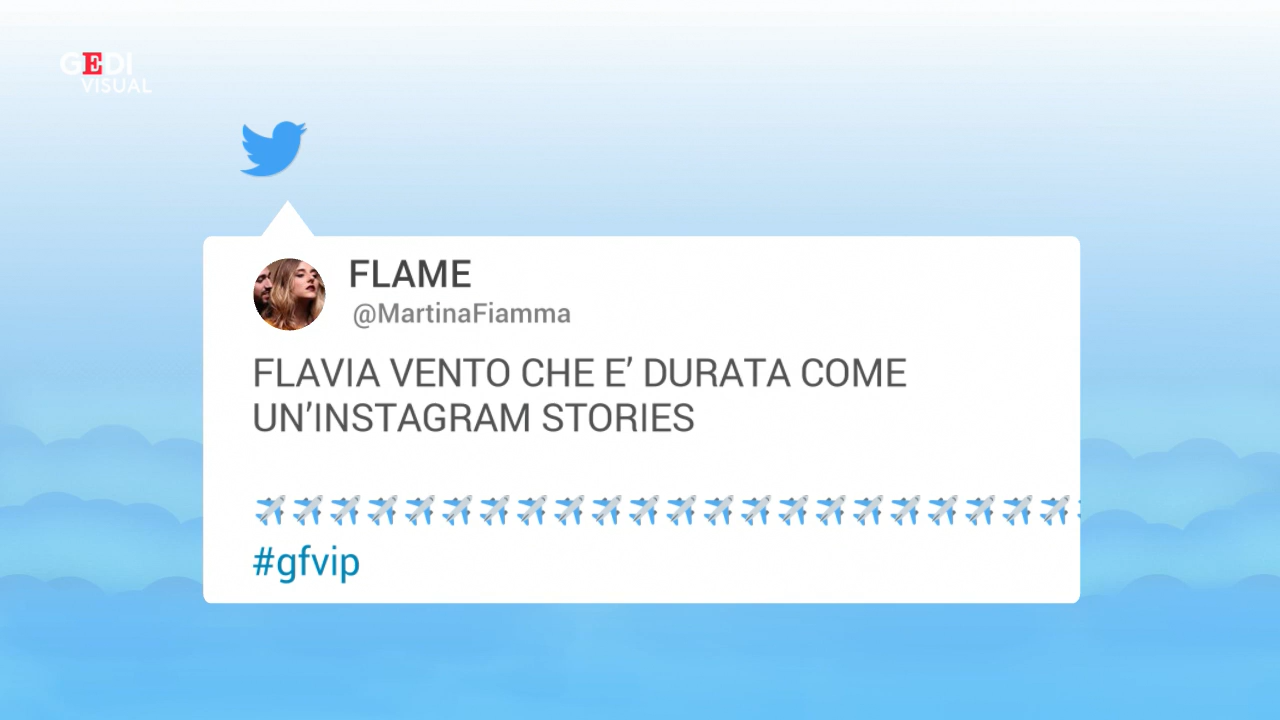 GEDI
VISUAL
FLAME
@MartinaFiamma
FLAVIA VENTO CHE E’ DURATA COME
UN’INSTAGRAM STORIES
✈️✈️✈️✈️✈️✈️✈️✈️✈️✈️✈️✈️✈️✈️✈️✈️✈️✈️✈️✈️✈️✈️
#gfvip